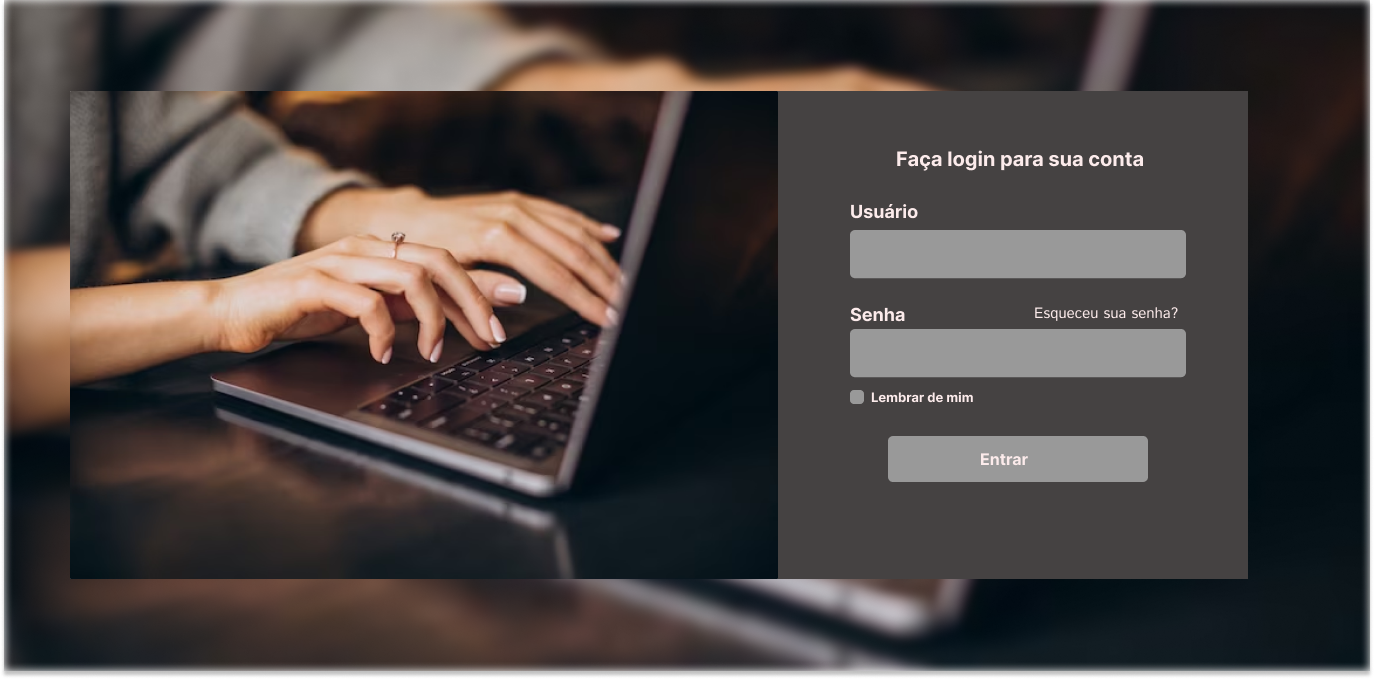 Faça login para sua conta
Usuário
Senha
Esqueceu sua senha?
Lembrar de mim
Entrar